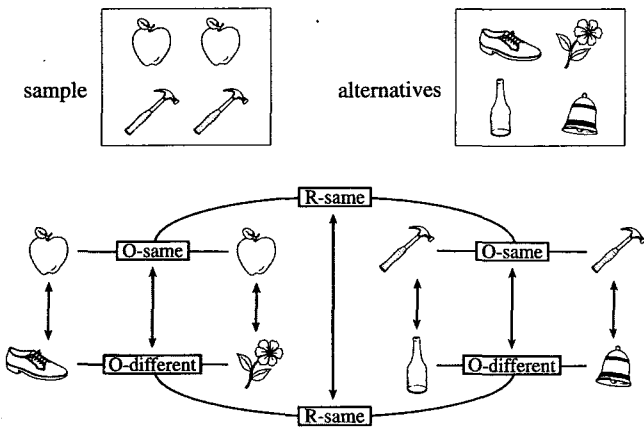 sample
alternatives
R-same
O-same
O-same
O-different
O-different
R-same